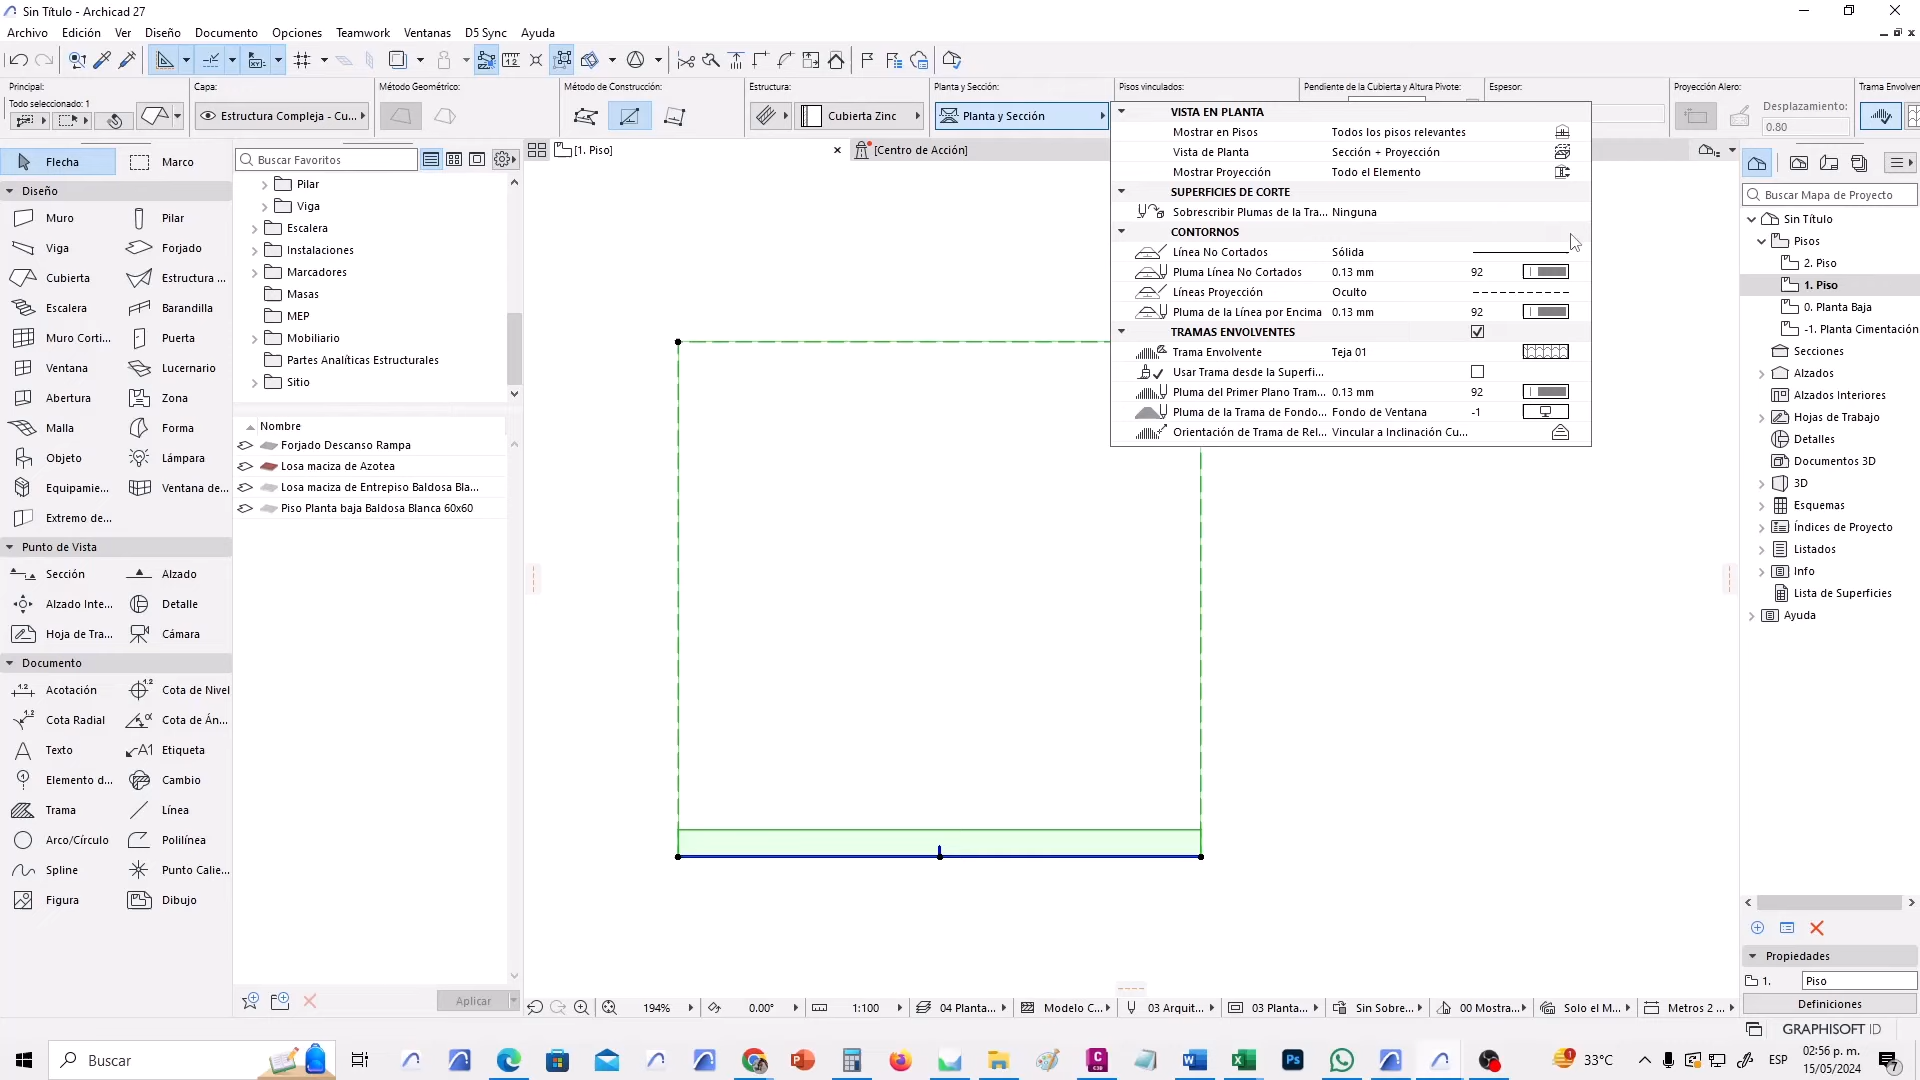 Sin Título - Archicad 27
Archivo Edición Ver Diseño Documento Opciones Teamwork Ventanas D5 Sync Ayuda
Principal: Capa: Método Geométrico: Método de Construcción: Estructura: Planta y Sección: Pisos vinculados: Pendiente de la Cubierta y Altura Pivote: Espesor: Proyección Alero: Trama Envolven
Todo seleccionado: 1
Estructura Compleja - Cu... Cubierta Zinc Planta y Sección
Desplazamiento:
0.80
Flecha Marco
Diseño
Muro Pilar
Viga Forjado
Cubierta Estructura ...
Escalera Barandilla
Muro Corti... Puerta
Ventana Lucernario
Abertura Zona
Malla Forma
Objeto Lámpara
Equipamie... Ventana de...
Extremo de...
Punto de Vista
Sección Alzado
Alzado Inte... Detalle
Hoja de Tra... Cámara
Documento
Acotación Cota de Nivel
Cota Radial Cota de Án...
Texto Etiqueta
Elemento d... Cambio
Trama Línea
Arco/Círculo Polilínea
Spline Punto Calie...
Figura Dibujo
Buscar Favoritos
Pilar
Viga
Escalera
Instalaciones
Marcadores
Masas
MEP
Mobiliario
Partes Analíticas Estructurales
Sitio
Nombre
Forjado Descanso Rampa
Losa maciza de Azotea
Losa maciza de Entrepiso Baldosa Bla...
Piso Planta baja Baldosa Blanca 60x60
Aplicar
[1. Piso] [Centro de Acción]
VISTA EN PLANTA
Mostrar en Pisos Todos los pisos relevantes
Vista de Planta Sección + Proyección
Mostrar Proyección Todo el Elemento
SUPERFICIES DE CORTE
Sobrescribir Plumas de la Tra... Ninguna
CONTORNOS
Línea No Cortados Sólida
Pluma Línea No Cortados 0.13 mm 92
Líneas Proyección Oculto
Pluma de la Línea por Encima 0.13 mm 92
TRAMAS ENVOLVENTES
Trama Envolvente Teja 01
Usar Trama desde la Superfi...
Pluma del Primer Plano Tram... 0.13 mm 92
Pluma de la Trama de Fondo... Fondo de Ventana -1
Orientación de Trama de Rel... Vincular a Inclinación Cu...
Buscar Mapa de Proyecto
Sin Título
Pisos
2. Piso
1. Piso
0. Planta Baja
-1. Planta Cimentación
Secciones
Alzados
Alzados Interiores
Hojas de Trabajo
Detalles
Documentos 3D
3D
Esquemas
Índices de Proyecto
Listados
Info
Lista de Superficies
Ayuda
Propiedades
1. Piso
Definiciones
GRAPHISOFT ID
194% 0.00° 1:100 04 Planta... Modelo C... 03 Arquit... 03 Planta... Sin Sobre... 00 Mostra... Solo el M... Metros 2 ...
Buscar
33°C ESP 02:56 p. m.
15/05/2024
7